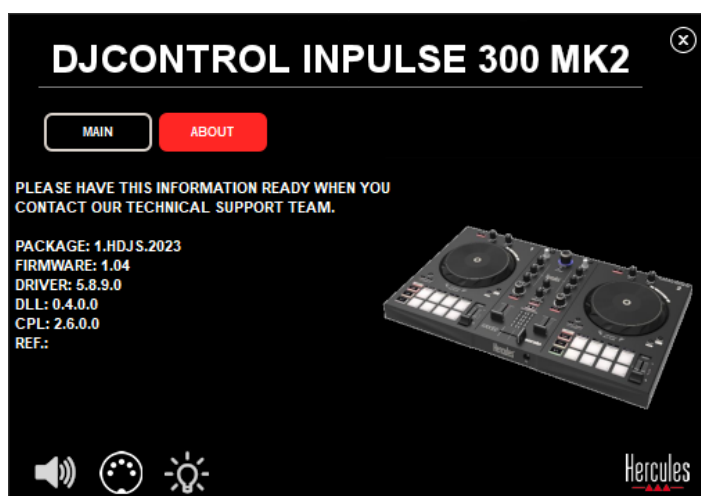 DJCONTROL INPULSE 300 MK2
MAIN
ABOUT
PLEASE HAVE THIS INFORMATION READY WHEN YOU
CONTACT OUR TECHNICAL SUPPORT TEAM.
PACKAGE: 1.HDJS.2023
FIRMWARE: 1.04
DRIVER: 5.8.9.0
DLL: 0.4.0.0
CPL: 2.6.0.0
REF.:
Hercules